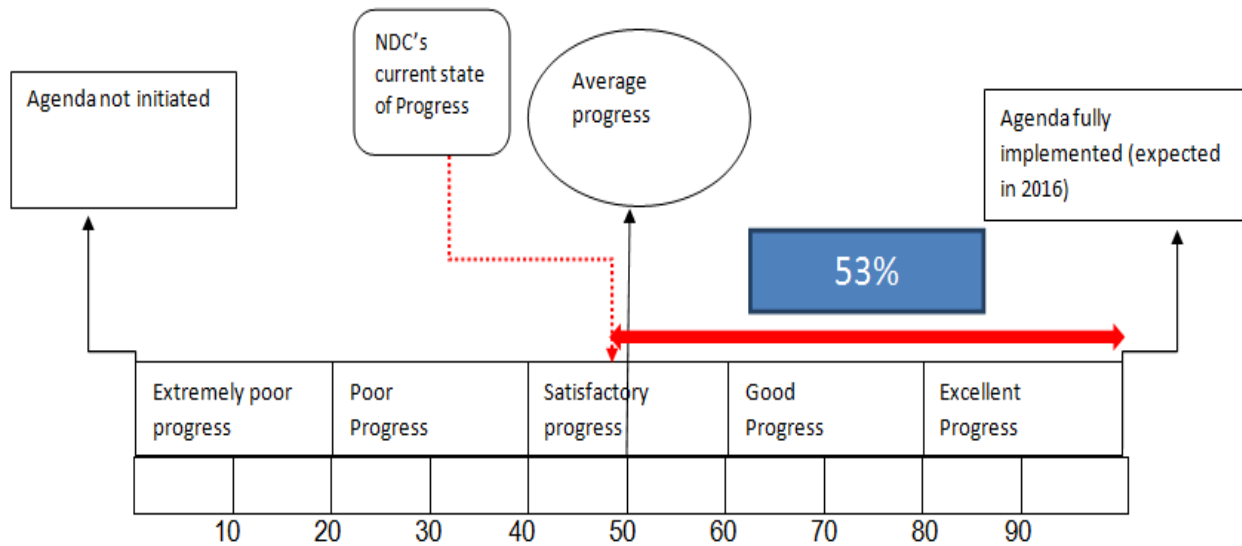 Agenda not initiated
NDC’s
current state
of Progress
Average
progress
Agenda fully
implemented (expected
in 2016)
53%
Extremely poor
progress
Poor
Progress
Satisfactory
progress
Good
Progress
Excellent
Progress
10 20 30 40 50 60 70 80 90